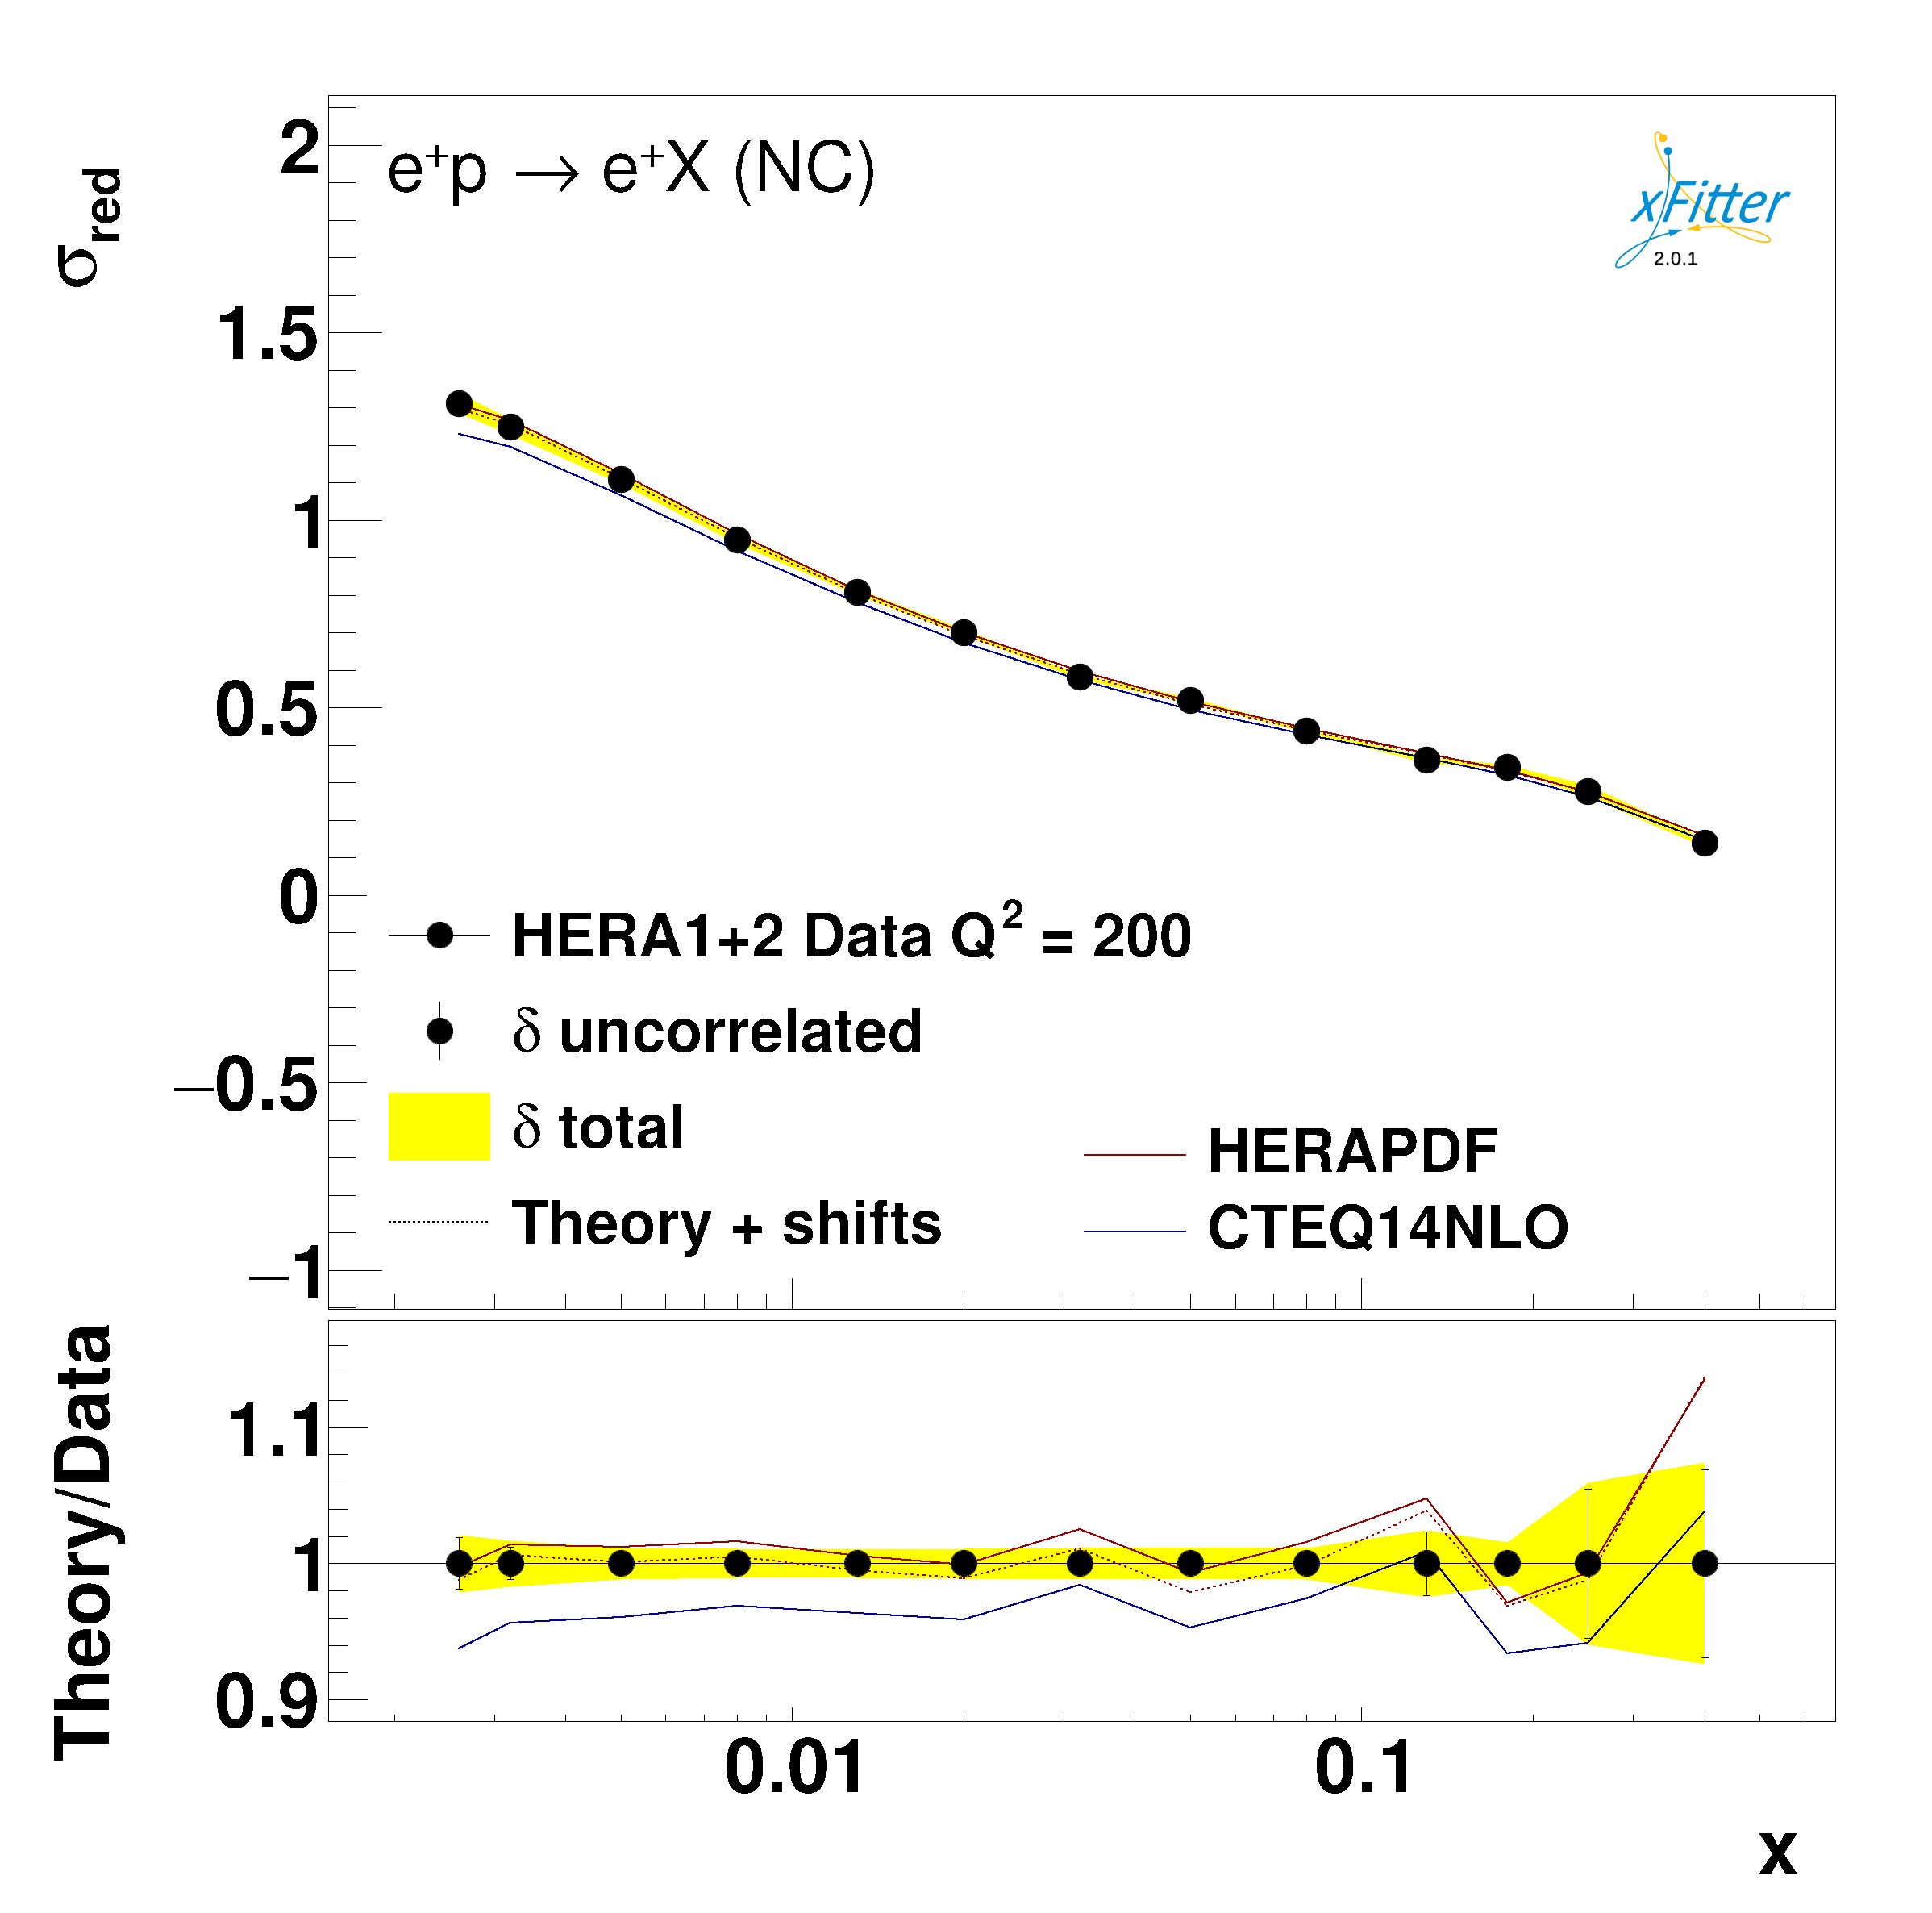 σred
2
e+p → e+X (NC)
xFitter
2.0.1
1.5
1
0.5
0
HERA1+2 Data Q2 = 200
δ uncorrelated
−0.5
δ total
HERAPDF
Theory + shifts
CTEQ14NLO
−1
Theory/Data
1.1
1
0.9
0.01 0.1
x